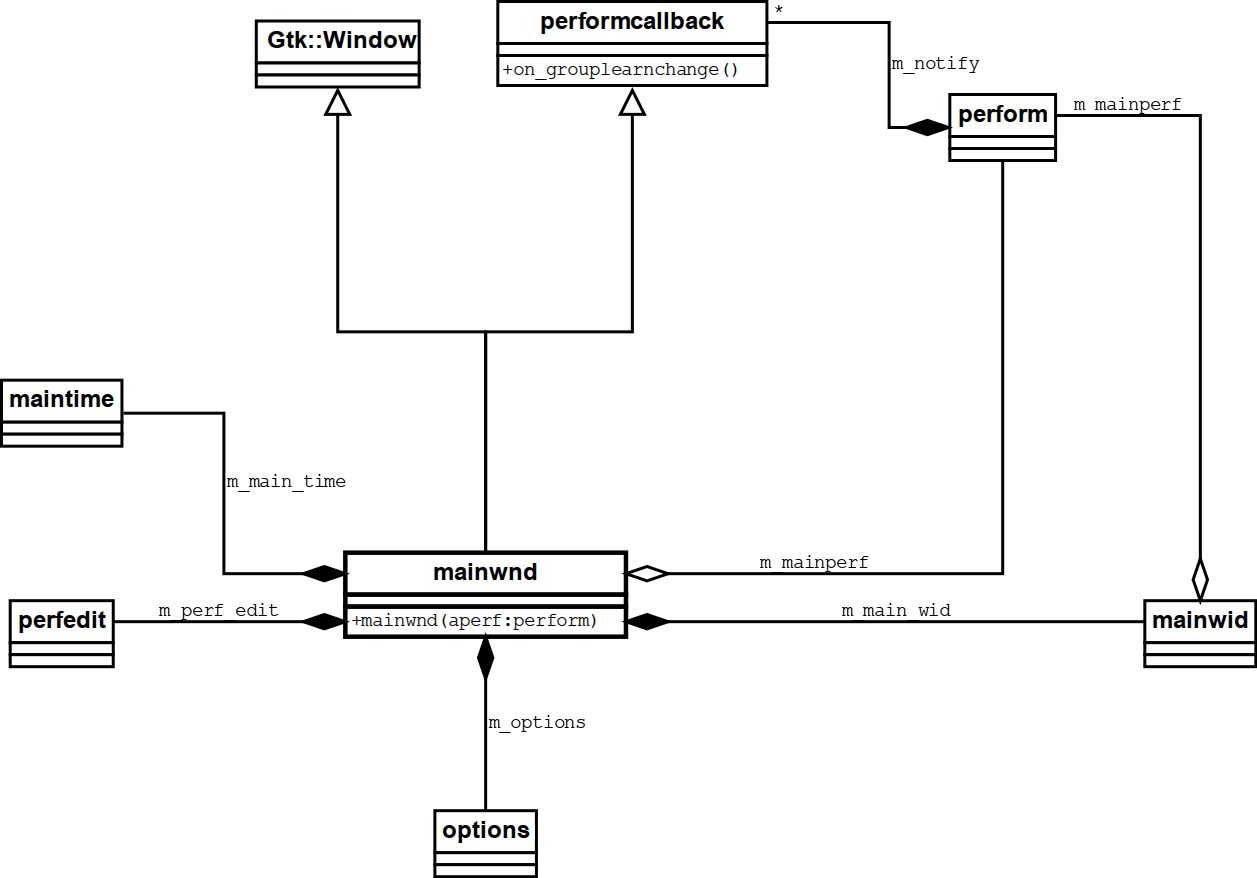 Gtk::Window
performcallback
+on_grouplearnchange()
*
m_notify
perform
m_mainperf
maintime
m_main_time
mainwnd
+mainwnd(aperf:perform)
m_mainperf
m_main_wid
mainwid
perfedit
m_perf_edit
m_options
options